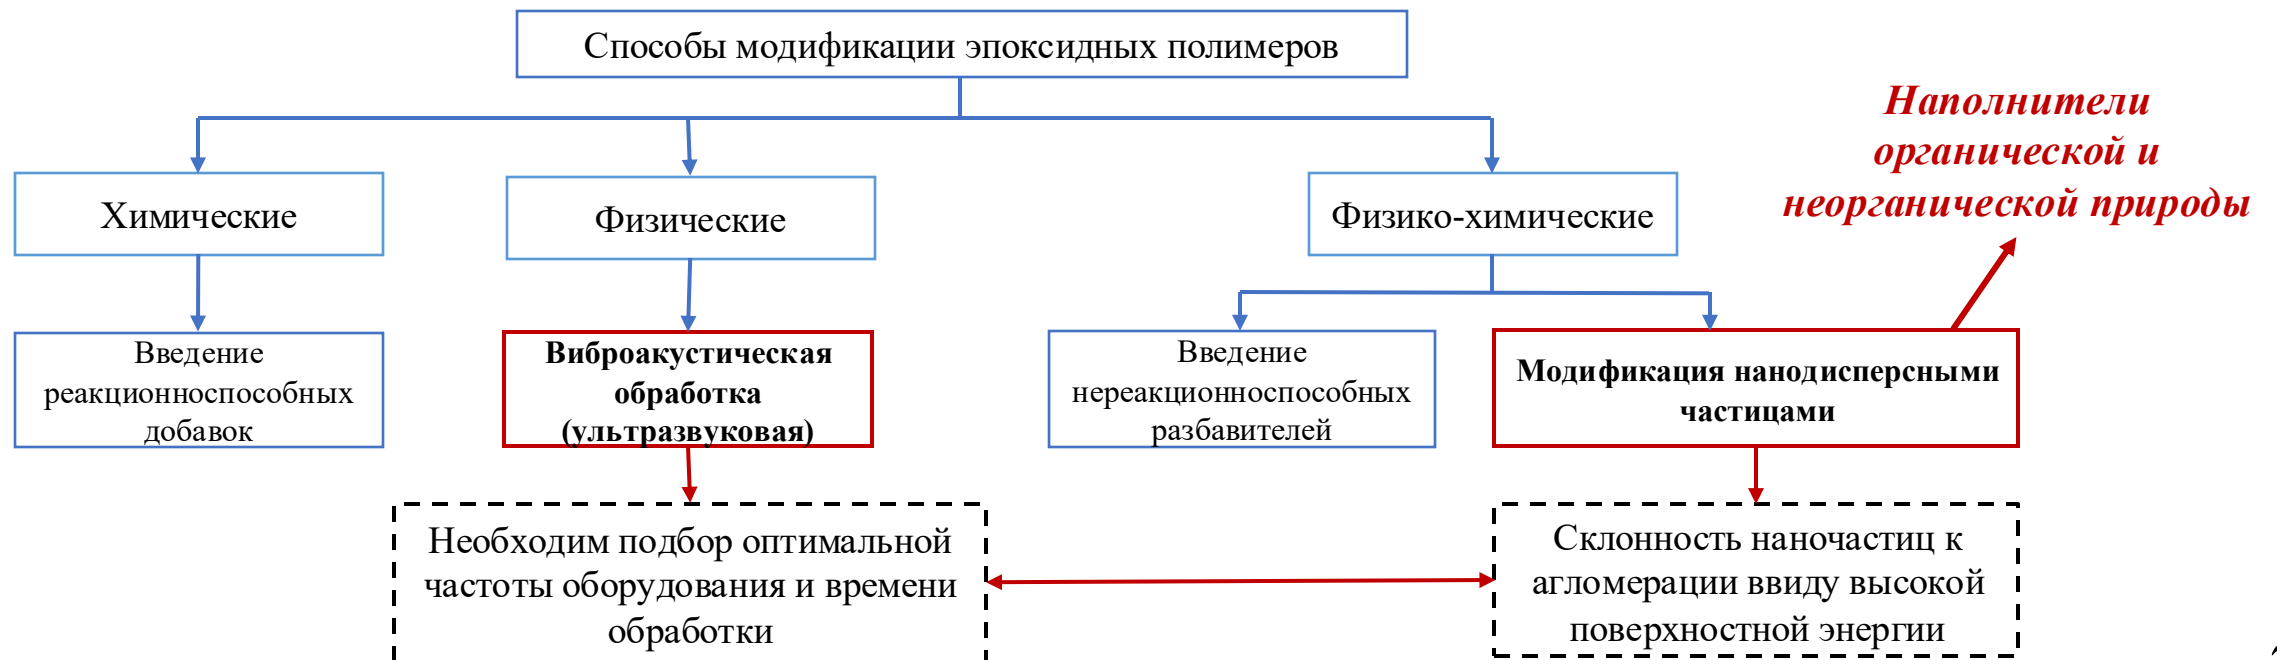 Способы модификации эпоксидных полимеров
Наполнители
органической и
неорганической природы
Химические
Физические
Физико-химические
Введение
реакционноспособных
добавок
Виброакустическая
обработка
(ультразвуковая)
Введение
нереакционноспособных
разбавителей
Модификация нанодисперсными
частицами
Необходим подбор оптимальной
частоты оборудования и времени
обработки
Склонность наночастиц к
агломерации ввиду высокой
поверхностной энергии